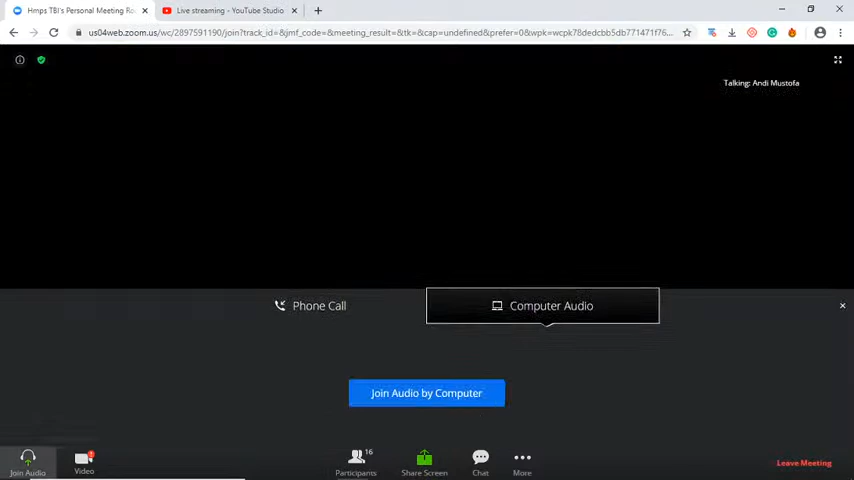 Hmps TBI's Personal Meeting Ro
Live streaming - YouTube Studio
us04web.zoom.us/wc/2897591190/join?track_id=&jmf_code=&meeting_result=&tk=&cap=undefined&prefer=0&wpk=wcpk78dedcbb5db771471f76...
Talking: Andi Mustofa
Phone Call
Computer Audio
Join Audio by Computer
16
Join Audio
Video
Participants
Share Screen
Chat
More
Leave Meeting